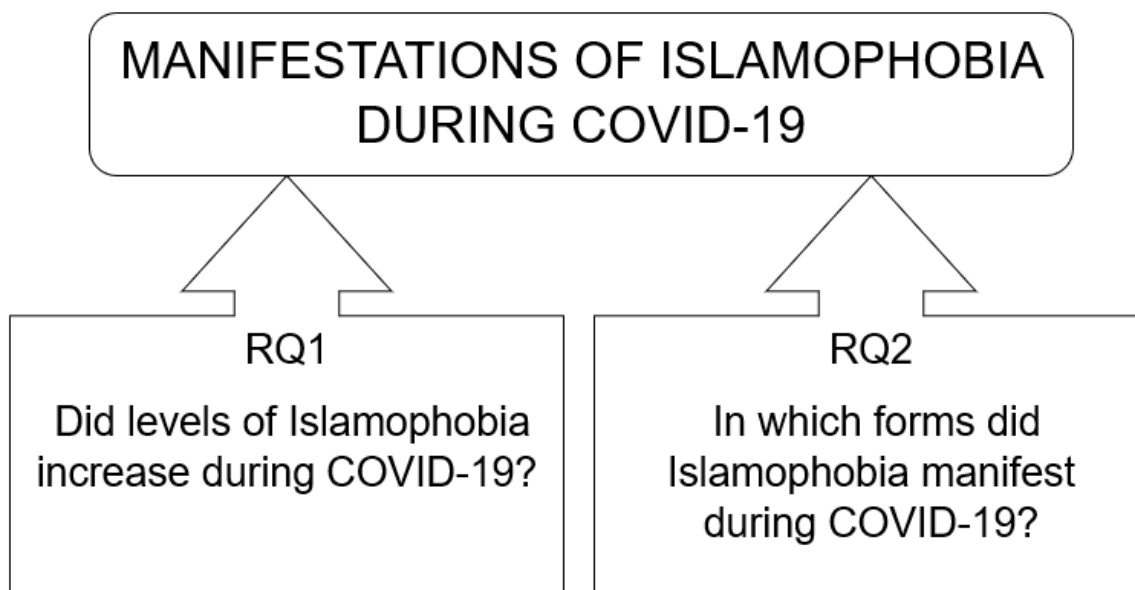 MANIFESTATIONS OF ISLAMOPHOBIA
DURING COVID-19
RQ1
Did levels of Islamophobia
increase during COVID-19?
RQ2
In which forms did
Islamophobia manifest
during COVID-19?